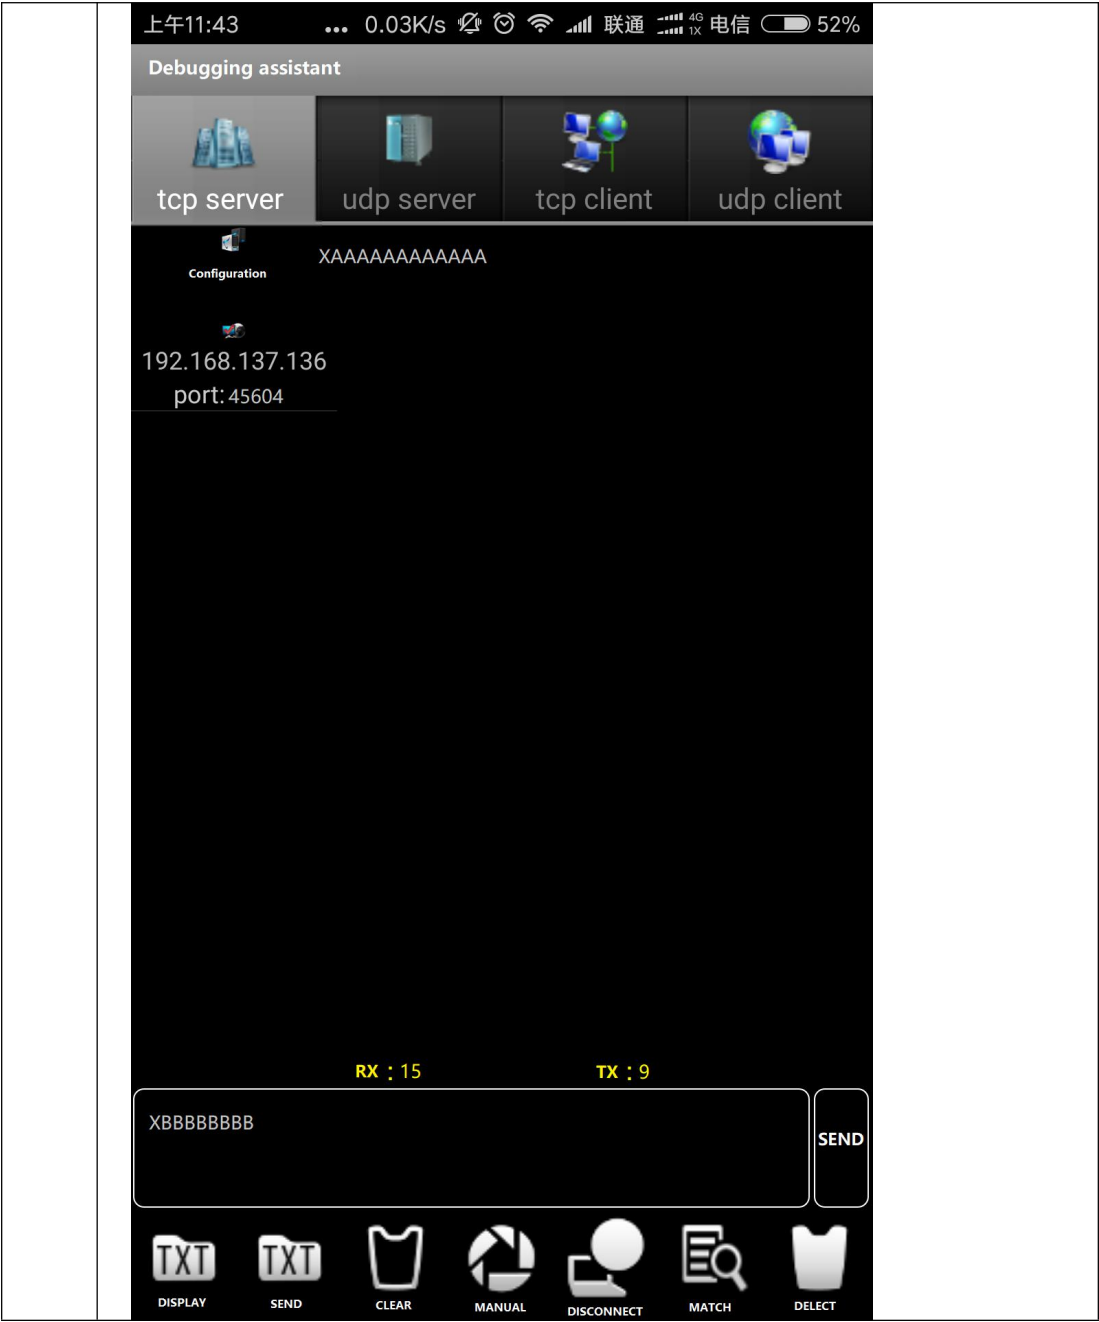 上午11:43 ... 0.03K/s 联通 4G 1X 电信 52%
Debugging assistant
tcp server udp server tcp client udp client
Configuration
XAAAAAAAAAAAA
192.168.137.136
port: 45604
RX : 15 TX : 9
XBBBBBBBB
SEND
TXT TXT
DISPLAY SEND CLEAR MANUAL DISCONNECT MATCH DELECT